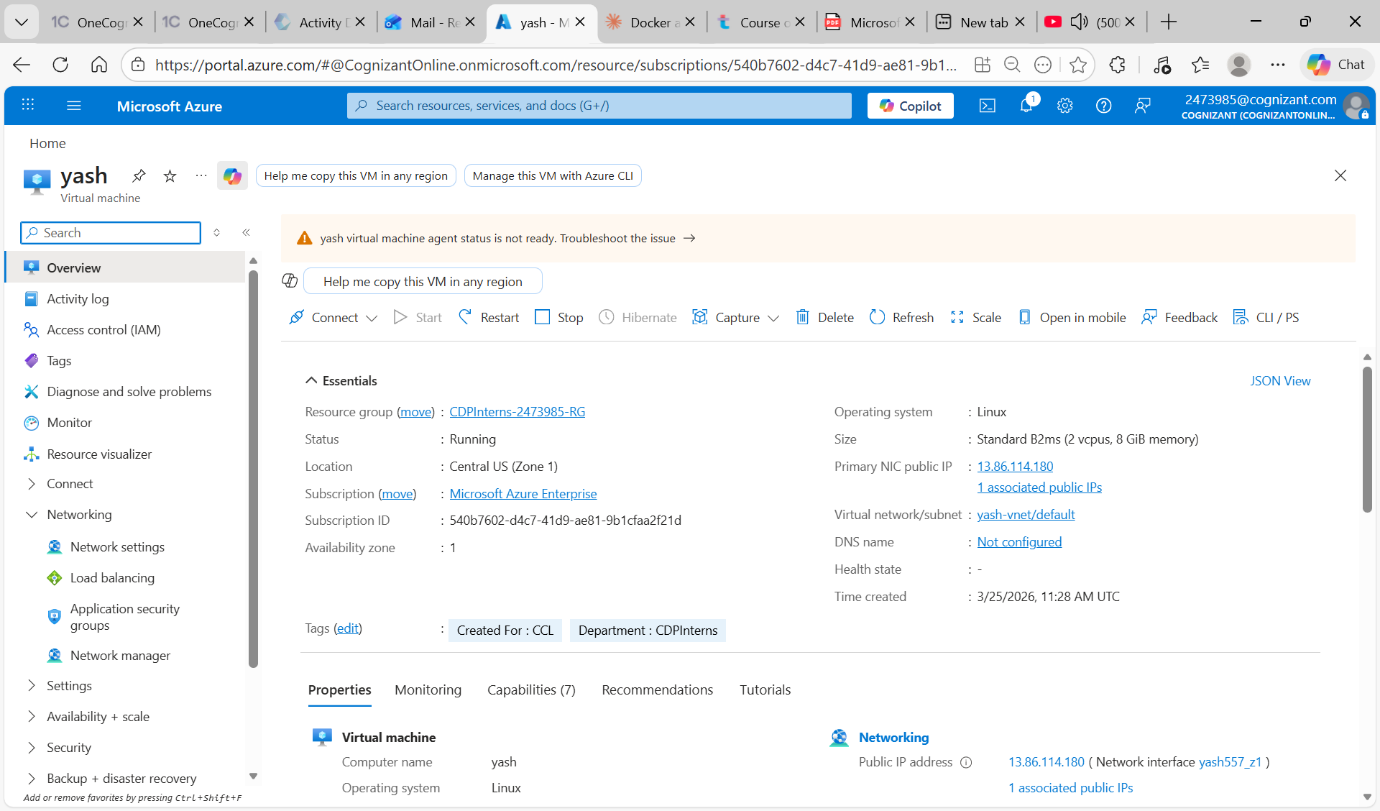 OneCogn
OneCogn
Activity D
Mail - Re
yash - M
Docker a
Course o
PDF
Microsof
New tab
(500
https://portal.azure.com/#@CognizantOnline.onmicrosoft.com/resource/subscriptions/540b7602-d4c7-41d9-ae81-9b1...
Chat
Microsoft Azure
Search resources, services, and docs (G+/)
Copilot
1
2473985@cognizant.com
COGNIZANT (COGNIZANTONLIN...
Home
yash
Virtual machine
Help me copy this VM in any region
Manage this VM with Azure CLI
Search
yash virtual machine agent status is not ready. Troubleshoot the issue →
Help me copy this VM in any region
Connect
Start
Restart
Stop
Hibernate
Capture
Delete
Refresh
Scale
Open in mobile
Feedback
CLI / PS
Overview
Activity log
Access control (IAM)
Tags
Diagnose and solve problems
Monitor
Resource visualizer
Connect
Networking
Network settings
Load balancing
Application security
groups
Network manager
Settings
Availability + scale
Security
Backup + disaster recovery
Add or remove favorites by pressing Ctrl+Shift+F
Essentials
JSON View
Resource group (move) : CDPInterns-2473985-RG
Status : Running
Location : Central US (Zone 1)
Subscription (move) : Microsoft Azure Enterprise
Subscription ID : 540b7602-d4c7-41d9-ae81-9b1cfaa2f21d
Availability zone : 1
Operating system : Linux
Size : Standard B2ms (2 vcpus, 8 GiB memory)
Primary NIC public IP : 13.86.114.180
1 associated public IPs
Virtual network/subnet : yash-vnet/default
DNS name : Not configured
Health state : -
Time created : 3/25/2026, 11:28 AM UTC
Tags (edit) : Created For : CCL Department : CDPInterns
Properties
Monitoring
Capabilities (7)
Recommendations
Tutorials
Virtual machine
Computer name yash
Operating system Linux
Networking
Public IP address 13.86.114.180 ( Network interface yash557_z1 )
1 associated public IPs